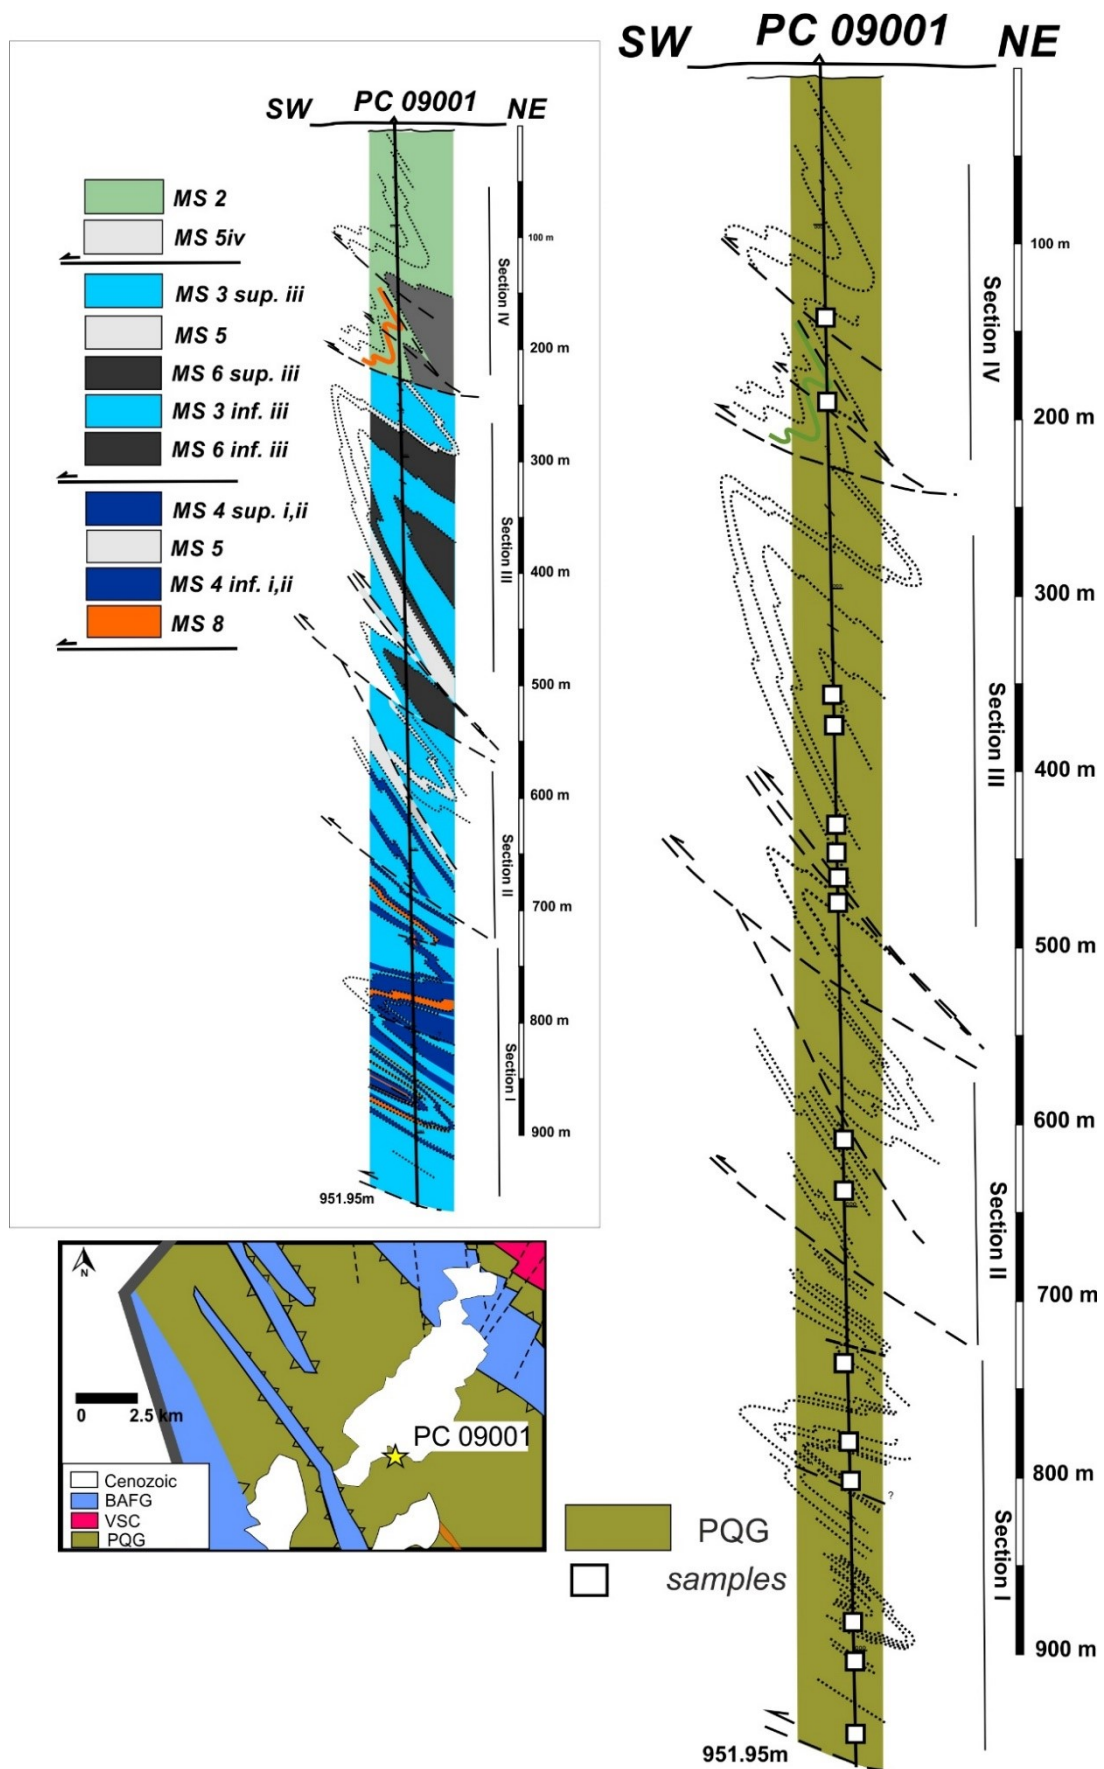 SW PC 09001 NE
MS 2
MS 5iv
MS 3 sup. iii
MS 5
MS 6 sup. iii
MS 3 inf. iii
MS 6 inf. iii
MS 4 sup. i,ii
MS 5
MS 4 inf. i,ii
MS 8
100 m
200 m
300 m
400 m
500 m
600 m
700 m
800 m
900 m
Section IV
Section III
Section II
Section I
951.95m
SW PC 09001 NE
100 m
200 m
300 m
400 m
500 m
600 m
700 m
800 m
900 m
Section IV
Section III
Section II
Section I
?
951.95m
N
0 2.5 km
PC 09001
Cenozoic
BAFG
VSC
PQG
PQG
samples